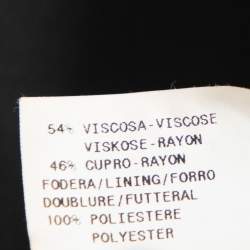 54% VISCOSA-VISCOSE
VISKOSE-RAYON
46% CUPRO-RAYON
FODERA/LINING/FORRO
DOUBLURE/FUTTERAL
100% POLIESTERE
POLYESTER